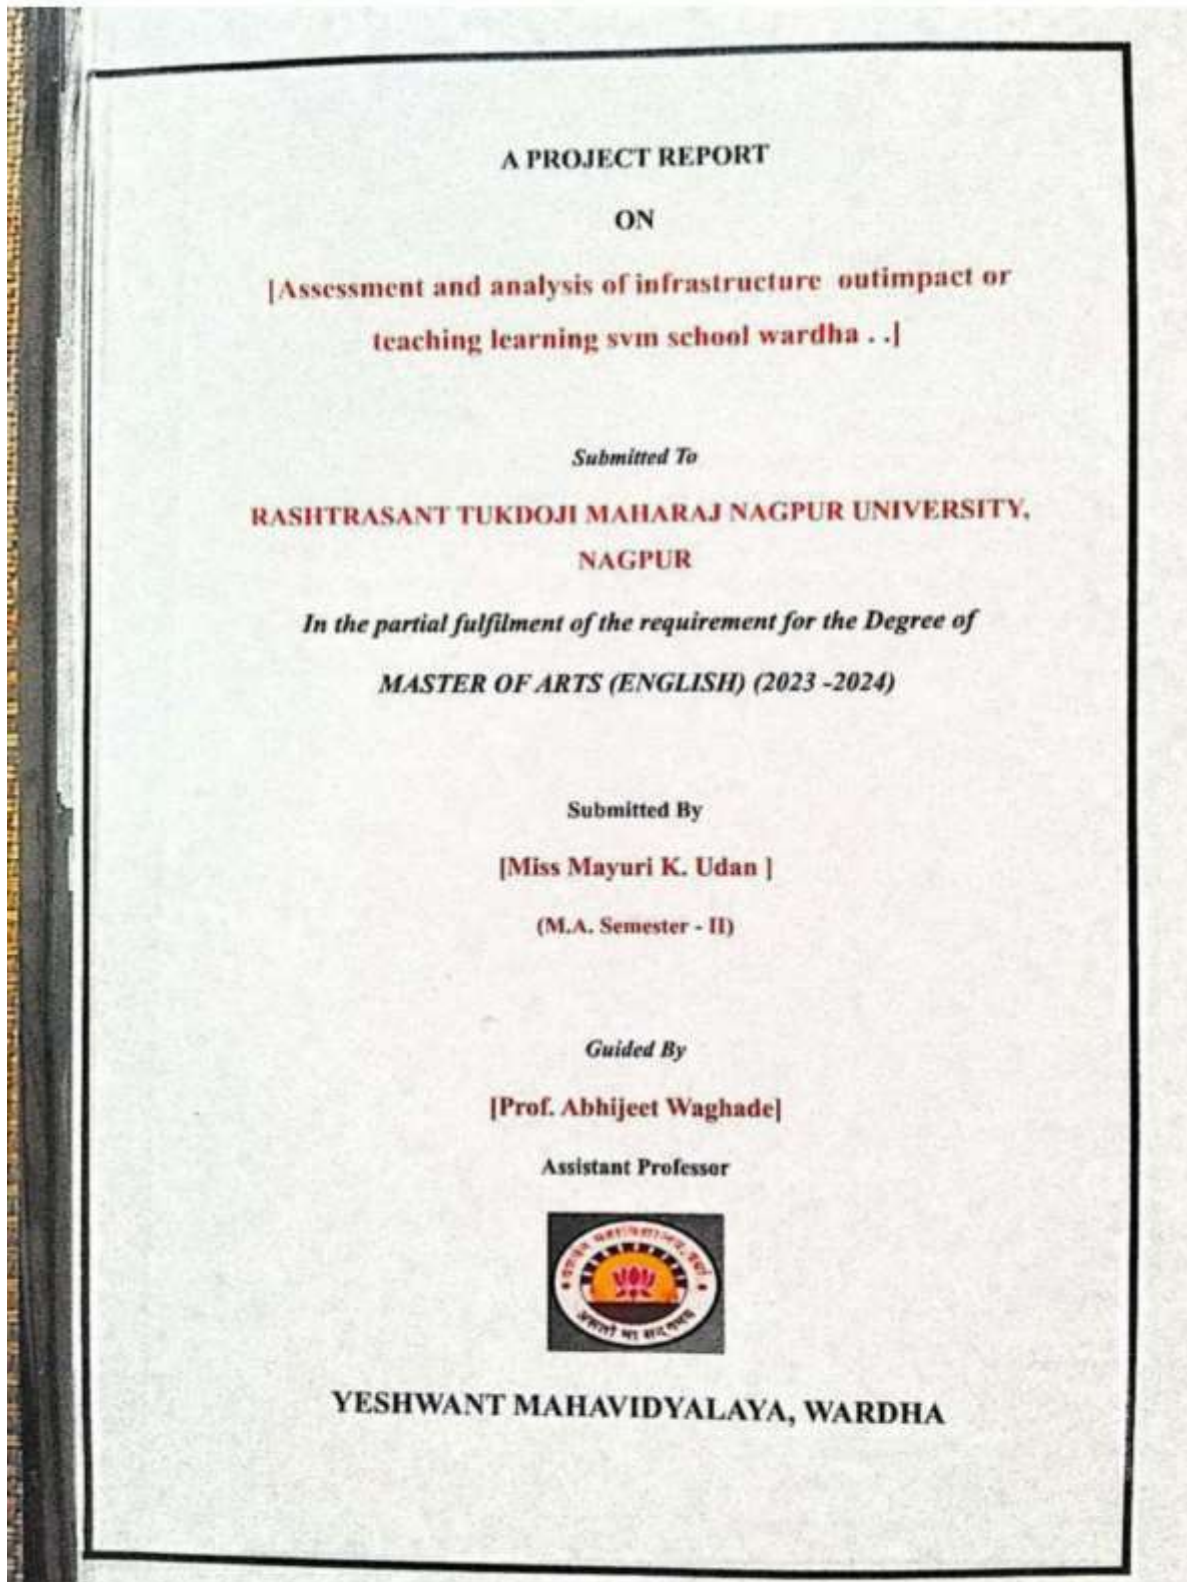 A PROJECT REPORT
ON
[Assessment and analysis of infrastructure outimpact or
teaching learning svm school wardha . .]
Submitted To
RASHTRASANT TUKDOJI MAHARAJ NAGPUR UNIVERSITY,
NAGPUR
In the partial fulfilment of the requirement for the Degree of
MASTER OF ARTS (ENGLISH) (2023 -2024)
Submitted By
[Miss Mayuri K. Udan ]
(M.A. Semester - II)
Guided By
[Prof. Abhijeet Waghade]
Assistant Professor
असतो मा सद्गमय
YESHWANT MAHAVIDYALAYA, WARDHA